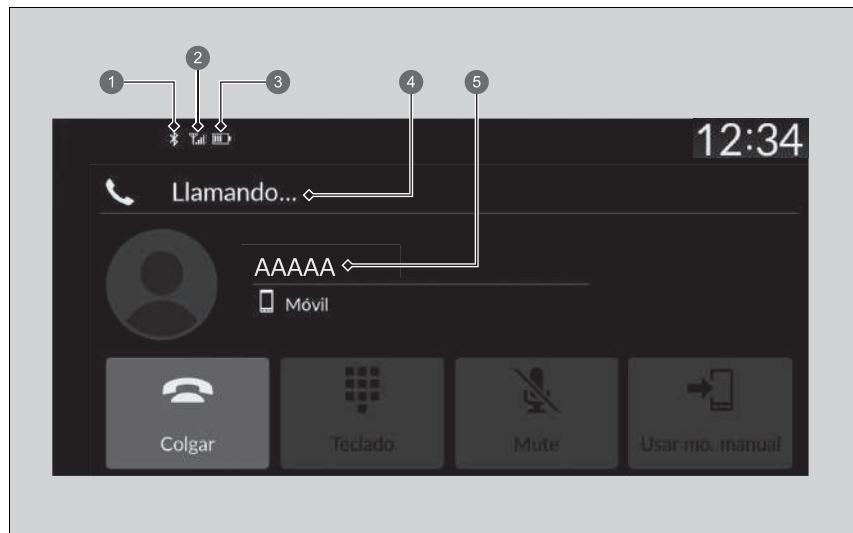 2
1
3
4
5
12:34
Llamando...
AAAAA
Móvil
Colgar
Teclado
Mute
Usar mó. manual